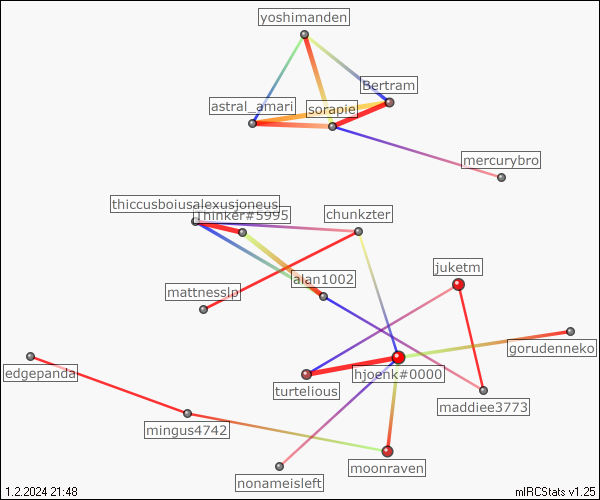 yoshimanden
Bertram
astral_amari
sorapie
mercurybro
thiccusboiusalexusjoneus
Thinker#5995
chunkzter
juketm
alan1002
mattnesslp
gorudenneko
edgepanda
hjoenk#0000
turtelious
maddiee3773
mingus4742
moonraven
nonameisleft
1.2.2024 21:48
mIRCStats v1.25